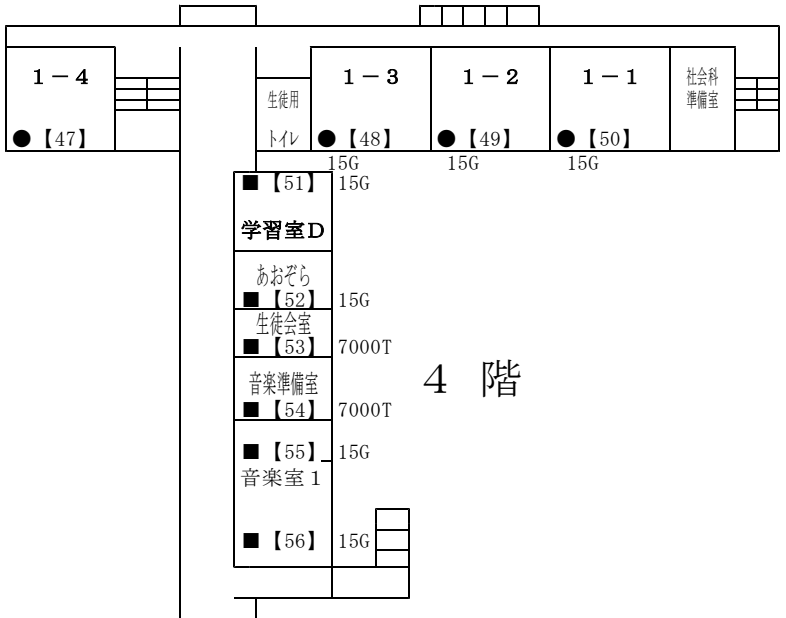 1－4
1－3
1－2
1－1
社会科
準備室
生徒用
トイレ
●【47】
●【48】
●【49】
●【50】
15G
15G
15G
■【51】 15G
学習室D
あおぞら
■【52】 15G
生徒会室
■【53】 7000T
音楽準備室
■【54】 7000T
4 階
■【55】 15G
音楽室1
■【56】 15G